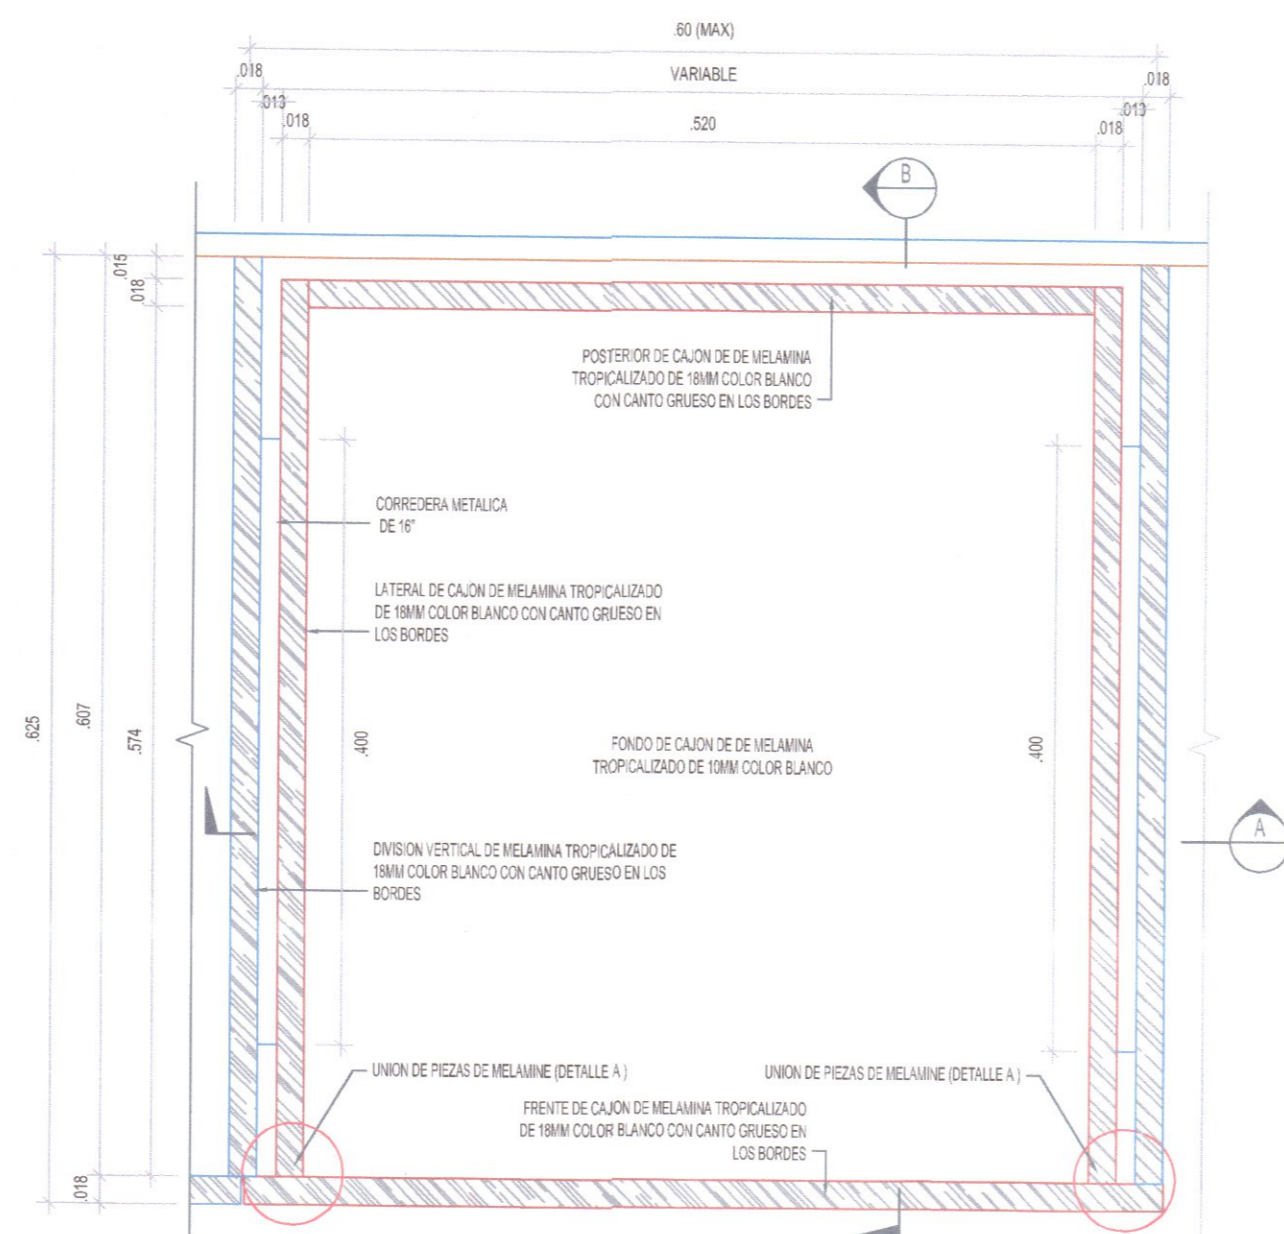 .60 (MAX)
.018
VARIABLE
.018
.013
.013
.018
.520
.018
B
.015
.018
POSTERIOR DE CAJON DE DE MELAMINA
TROPICALIZADO DE 18MM COLOR BLANCO
CON CANTO GRUESO EN LOS BORDES
CORREDERA METALICA
DE 16"
LATERAL DE CAJON DE MELAMINA TROPICALIZADO
DE 18MM COLOR BLANCO CON CANTO GRUESO EN
LOS BORDES
.625
.607
.574
.400
FONDO DE CAJON DE DE MELAMINA
TROPICALIZADO DE 10MM COLOR BLANCO
.400
A
DIVISION VERTICAL DE MELAMINA TROPICALIZADO DE
18MM COLOR BLANCO CON CANTO GRUESO EN LOS
BORDES
UNION DE PIEZAS DE MELAMINE (DETALLE A )
UNION DE PIEZAS DE MELAMINE (DETALLE A )
FRENTE DE CAJON DE MELAMINA TROPICALIZADO
DE 18MM COLOR BLANCO CON CANTO GRUESO EN
LOS BORDES
.018